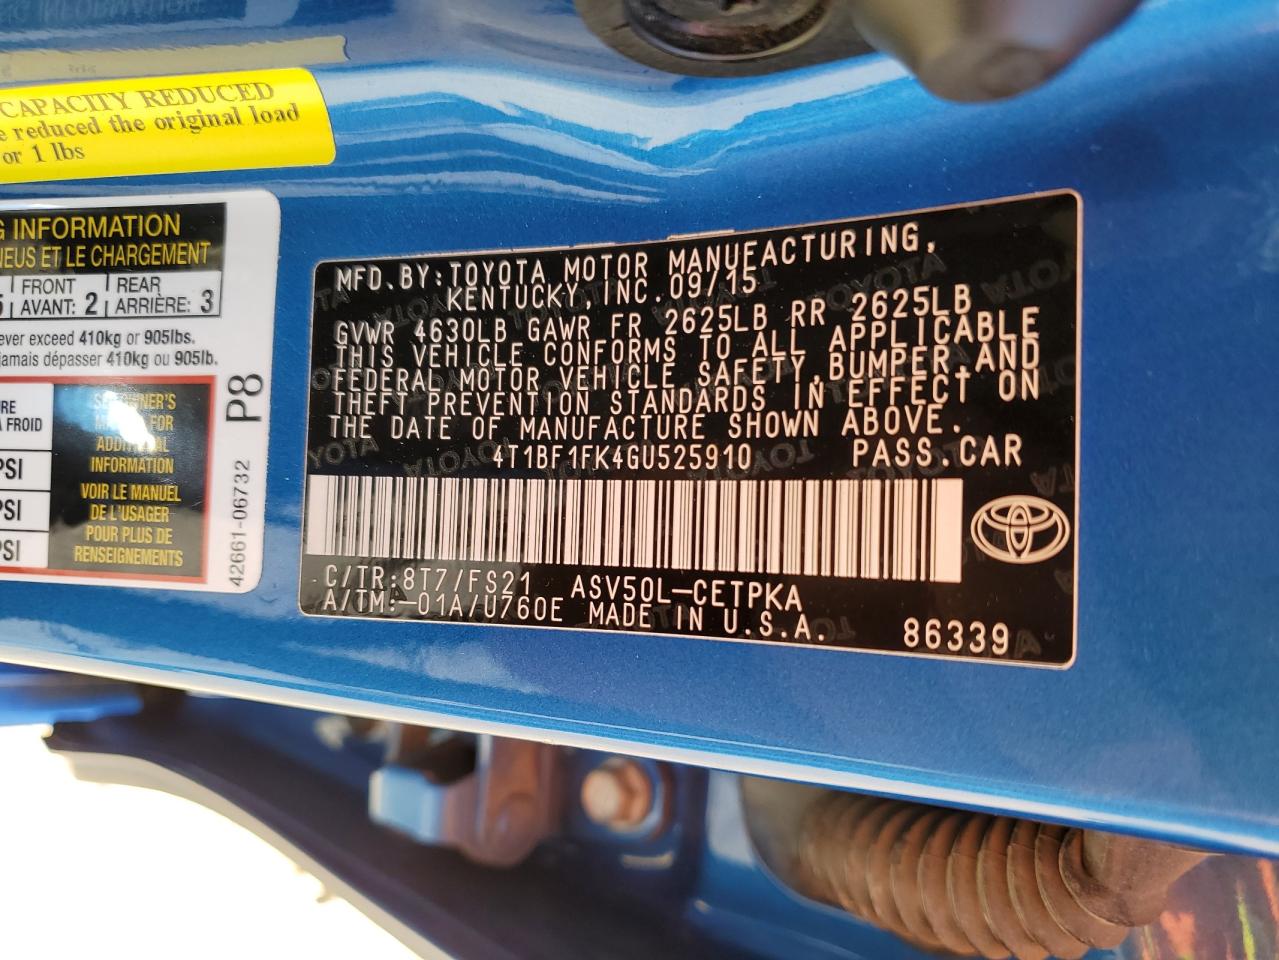 CAPACITY REDUCED
reduced the original load
or 1 lbs
INFORMATION
NEUS ET LE CHARGEMENT
FRONT REAR
AVANT: 2 ARRIÈRE: 3
ever exceed 410kg or 905lbs.
jamais dépasser 410kg ou 905lb.
FROID
PSI
PSI
PSI
OWNER'S
FOR
ADDITIONAL
INFORMATION
VOIR LE MANUEL
DE L'USAGER
POUR PLUS DE
RENSEIGNEMENTS
P8
42661-06732
MFD.BY:TOYOTA MOTOR MANUFACTURING,
KENTUCKY, INC. 09/15
GVWR 4630LB GAWR FR 2625LB RR 2625LB
THIS VEHICLE CONFORMS TO ALL APPLICABLE
FEDERAL MOTOR VEHICLE SAFETY,BUMPER,AND
THEFT PREVENTION STANDARDS IN EFFECT ON
THE DATE OF MANUFACTURE SHOWN ABOVE.
4T1BF1FK4GU525910 PASS.CAR
C/TR:8T7/FS21 ASV50L-CETPKA
A/TM:-01A/U760E MADE IN U.S.A. 86339